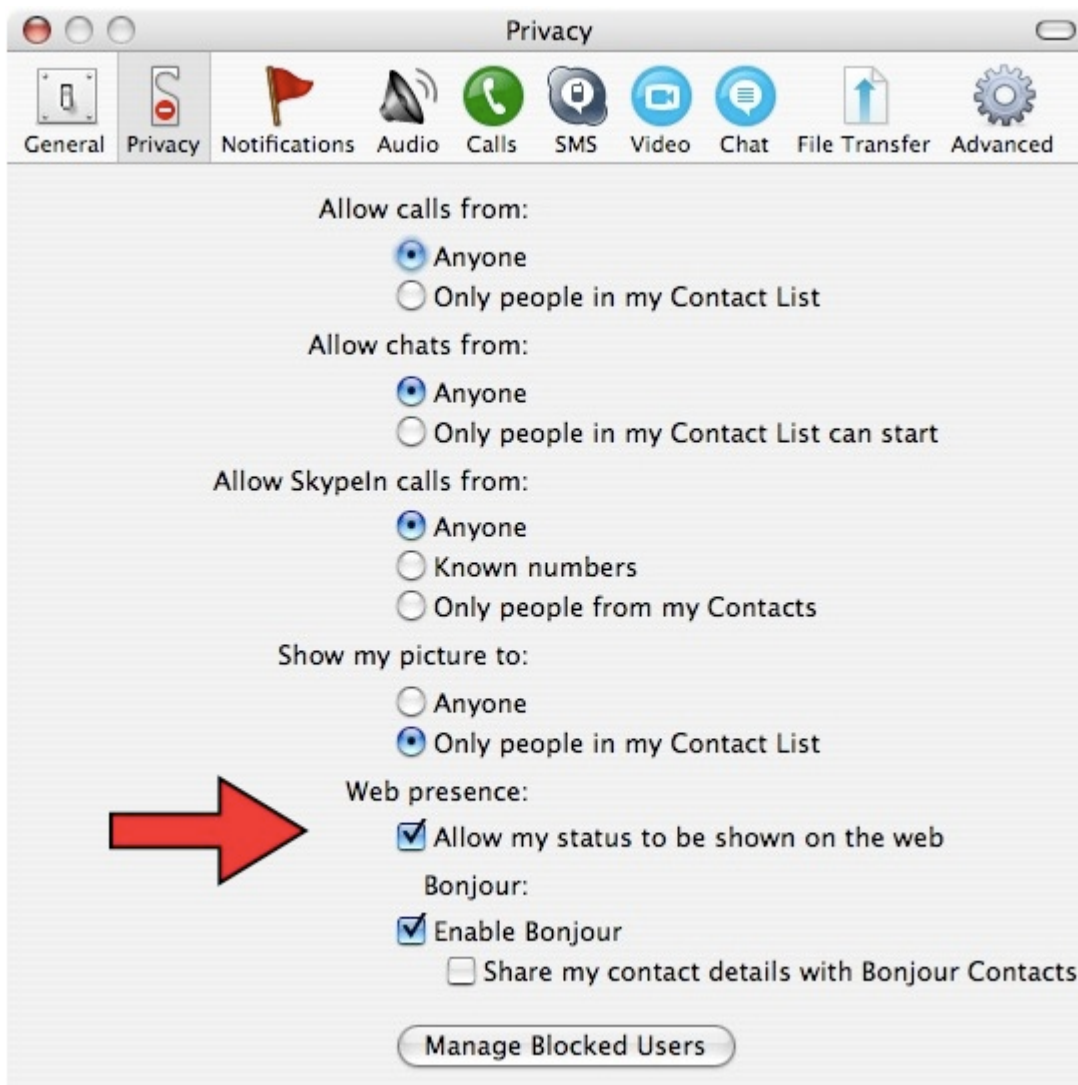 Privacy
General Privacy Notifications Audio Calls SMS Video Chat File Transfer Advanced
Allow calls from:
Anyone
Only people in my Contact List
Allow chats from:
Anyone
Only people in my Contact List can start
Allow SkypeIn calls from:
Anyone
Known numbers
Only people from my Contacts
Show my picture to:
Anyone
Only people in my Contact List
Web presence:
Allow my status to be shown on the web
Bonjour:
Enable Bonjour
Share my contact details with Bonjour Contacts
Manage Blocked Users